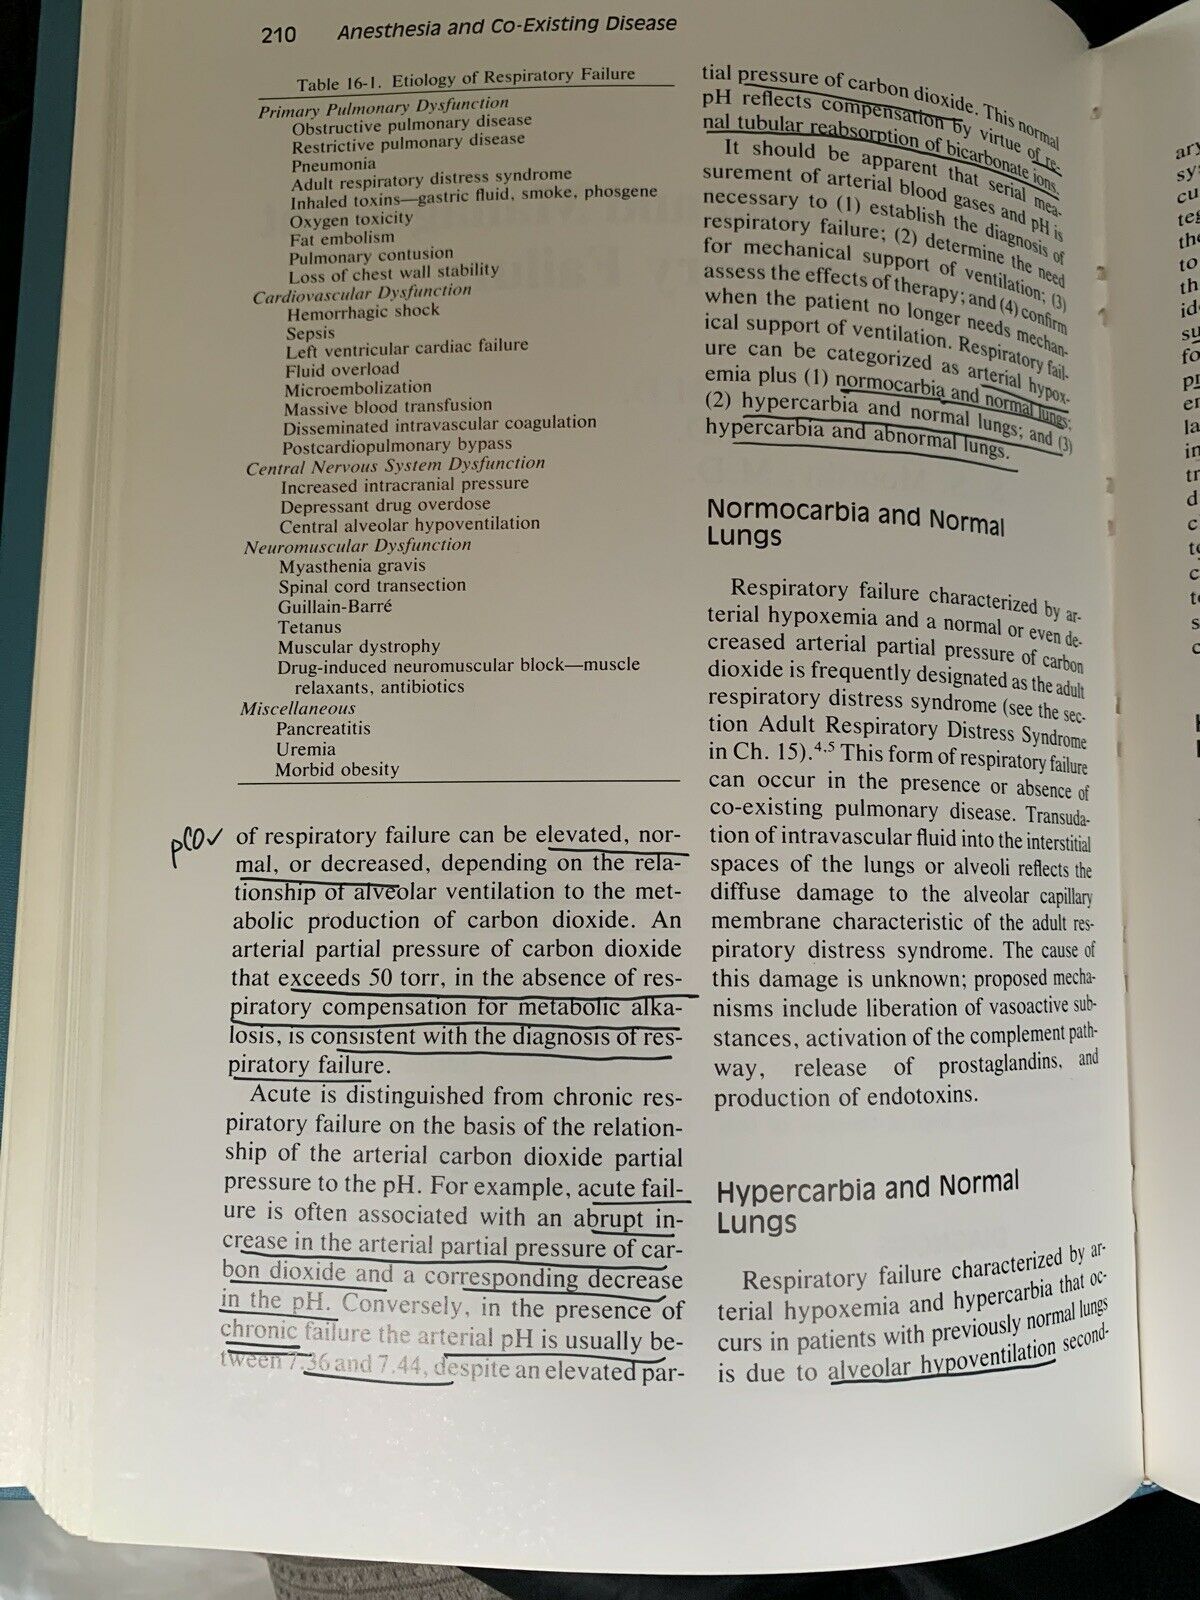 210 Anesthesia and Co-Existing Disease
Table 16-1. Etiology of Respiratory Failure
Primary Pulmonary Dysfunction
Obstructive pulmonary disease
Restrictive pulmonary disease
Pneumonia
Adult respiratory distress syndrome
Inhaled toxins—gastric fluid, smoke, phosgene
Oxygen toxicity
Fat embolism
Pulmonary contusion
Loss of chest wall stability
Cardiovascular Dysfunction
Hemorrhagic shock
Sepsis
Left ventricular cardiac failure
Fluid overload
Microembolization
Massive blood transfusion
Disseminated intravascular coagulation
Postcardiopulmonary bypass
Central Nervous System Dysfunction
Increased intracranial pressure
Depressant drug overdose
Central alveolar hypoventilation
Neuromuscular Dysfunction
Myasthenia gravis
Spinal cord transection
Guillain-Barré
Tetanus
Muscular dystrophy
Drug-induced neuromuscular block—muscle
relaxants, antibiotics
Miscellaneous
Pancreatitis
Uremia
Morbid obesity
of respiratory failure can be elevated, nor-
mal, or decreased, depending on the rela-
tionship of alveolar ventilation to the met-
abolic production of carbon dioxide. An
arterial partial pressure of carbon dioxide
that exceeds 50 torr, in the absence of res-
piratory compensation for metabolic alka-
losis, is consistent with the diagnosis of res-
piratory failure.
Acute is distinguished from chronic res-
piratory failure on the basis of the relation-
ship of the arterial carbon dioxide partial
pressure to the pH. For example, acute fail-
ure is often associated with an abrupt in-
crease in the arterial partial pressure of car-
bon dioxide and a corresponding decrease
in the pH. Conversely, in the presence of
chronic failure the arterial pH is usually be-
tween 7.36 and 7.44, despite an elevated par-
tial pressure of carbon dioxide. This normal
pH reflects compensation by virtue of re-
nal tubular reabsorption of bicarbonate ions.
It should be apparent that serial mea-
surement of arterial blood gases and pH is
necessary to (1) establish the diagnosis of
respiratory failure; (2) determine the need
for mechanical support of ventilation; (3)
assess the effects of therapy; and (4) confirm
when the patient no longer needs mechan-
ical support of ventilation. Respiratory fail-
ure can be categorized as arterial hypox-
emia plus (1) normocarbia and normal lungs;
(2) hypercarbia and normal lungs; and (3)
hypercarbia and abnormal lungs.
Normocarbia and Normal
Lungs
Respiratory failure characterized by ar-
terial hypoxemia and a normal or even de-
creased arterial partial pressure of carbon
dioxide is frequently designated as the adult
respiratory distress syndrome (see the sec-
tion Adult Respiratory Distress Syndrome
in Ch. 15).4,5 This form of respiratory failure
can occur in the presence or absence of
co-existing pulmonary disease. Transuda-
tion of intravascular fluid into the interstitial
spaces of the lungs or alveoli reflects the
diffuse damage to the alveolar capillary
membrane characteristic of the adult res-
piratory distress syndrome. The cause of
this damage is unknown; proposed mecha-
nisms include liberation of vasoactive sub-
stances, activation of the complement path-
way, release of prostaglandins, and
production of endotoxins.
Hypercarbia and Normal
Lungs
Respiratory failure characterized by ar-
terial hypoxemia and hypercarbia that oc-
curs in patients with previously normal lungs
is due to alveolar hypoventilation second-